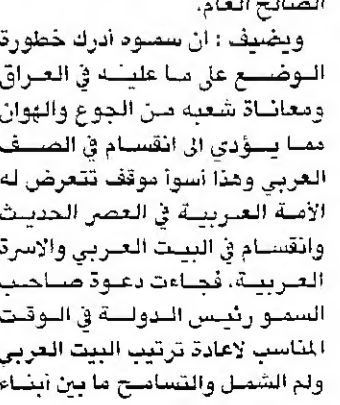 الصالح العام.
ويضيف : ان سموه أدرك خطورة
الوضع على ما عليه في العراق
ومعاناة شعبه من الجوع والهوان
مما يؤدي الى انقسام في الصف
العربي وهذا أسوأ موقف تتعرض له
الأمة العربية في العصر الحديث
وانقسام في البيت العربي والاسرة
العربية، فجاءت دعوة صاحب
السمو رئيس الدولة في الوقت
المناسب لاعادة ترتيب البيت العربي
ولم الشمل والتسامح ما بين أبناء